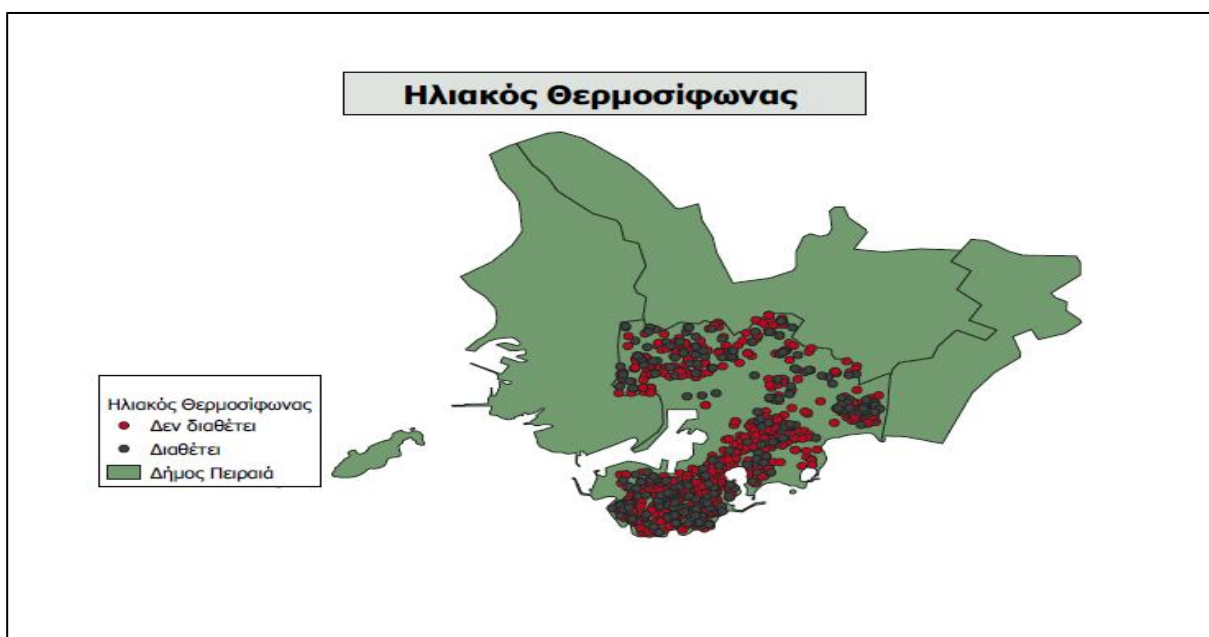 Ηλιακός Θερμοσίφωνας
Ηλιακός Θερμοσίφωνας
Δεν διαθέτει
Διαθέτει
Δήμος Πειραιά